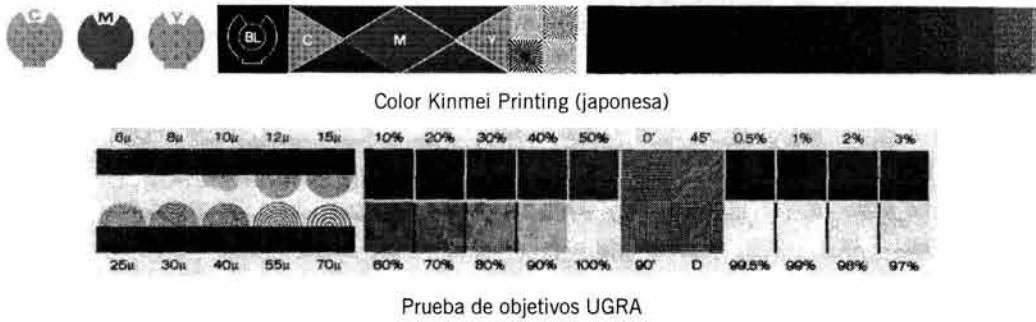 C M Y BL C M Y
Color Kinmei Printing (japonesa)
6µ 8µ 10µ 12µ 15µ 10% 20% 30% 40% 50% 0° 45° 0.5% 1% 2% 3%
25µ 30µ 40µ 55µ 70µ 60% 70% 80% 90% 100% 90° D 99.5% 99% 98% 97%
Prueba de objetivos UGRA